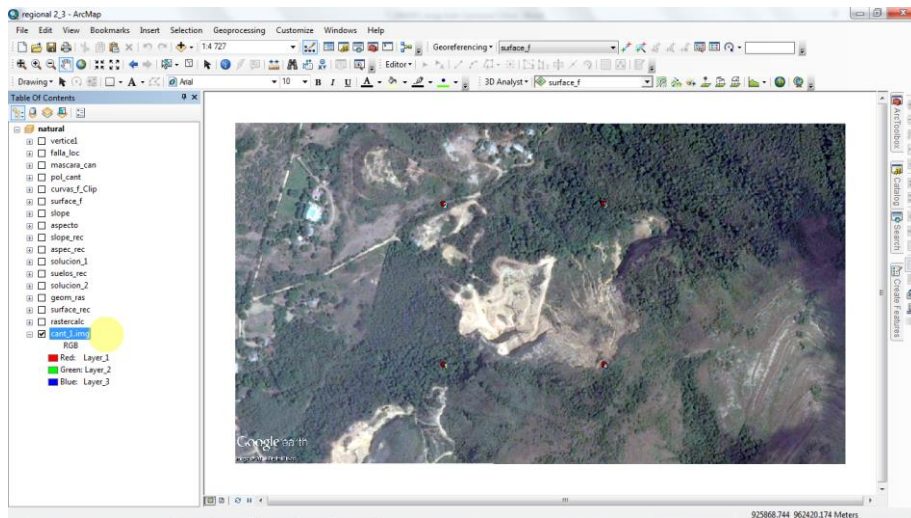 regional 2_3 - ArcMap
File Edit View Bookmarks Insert Selection Geoprocessing Customize Windows Help
1:4 727
Georeferencing surface_f
Editor
Drawing Arial 10 B I U A 3D Analyst surface_f
Table Of Contents
natural
vertice1
falla_loc
mascara_can
pol_cant
curvas_f_Clip
surface_f
slope
aspecto
slope_rec
aspec_rec
solucion_1
suelos_rec
solucion_2
geom_ras
surface_rec
rastercalc
cant_1.img
RGB
Red: Layer_1
Green: Layer_2
Blue: Layer_3
Google earth
ArcToolbox
Catalog
Search
Create Features
925868.744 962420.174 Meters